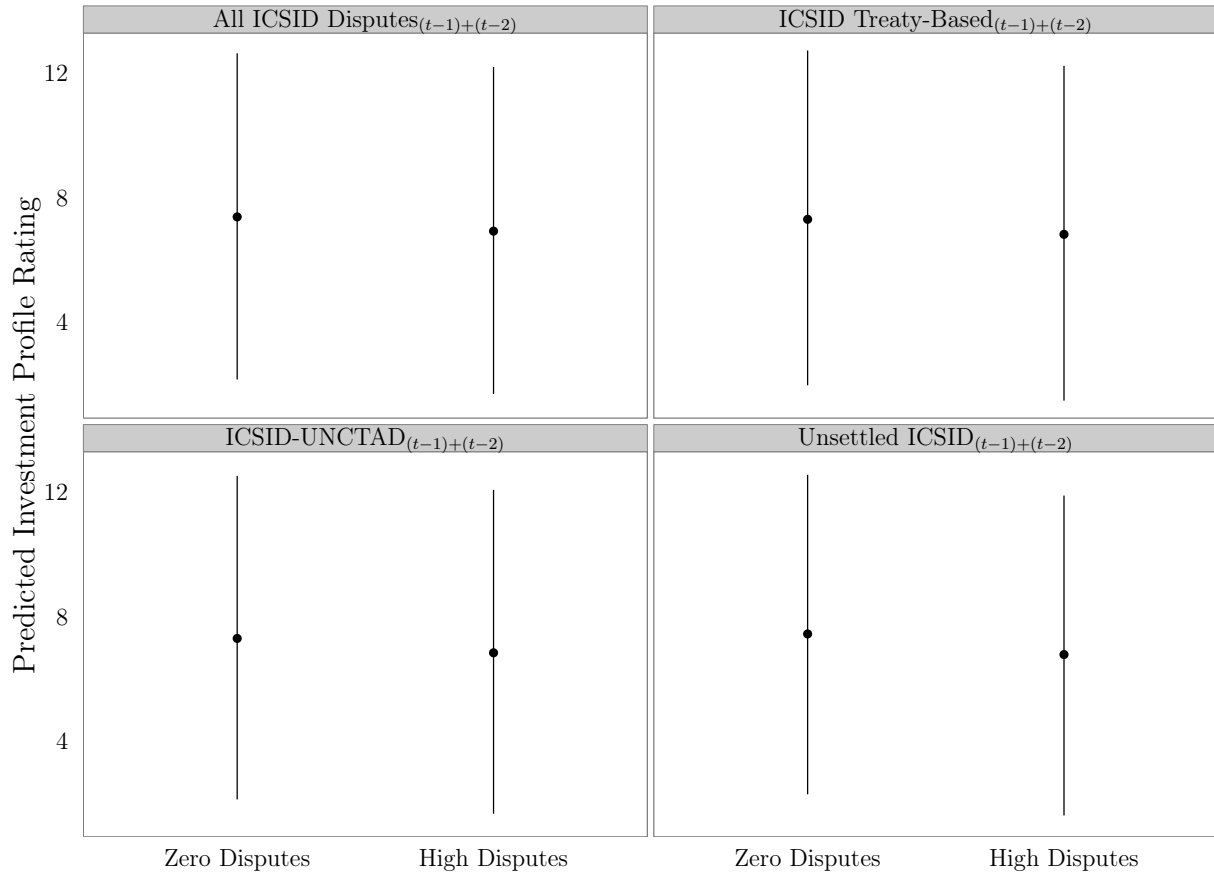 All ICSID Disputes(t−1)+(t−2)
ICSID Treaty-Based(t−1)+(t−2)
12
8
4
ICSID-UNCTAD(t−1)+(t−2)
Unsettled ICSID(t−1)+(t−2)
12
8
4
Predicted Investment Profile Rating
Zero Disputes
High Disputes
Zero Disputes
High Disputes